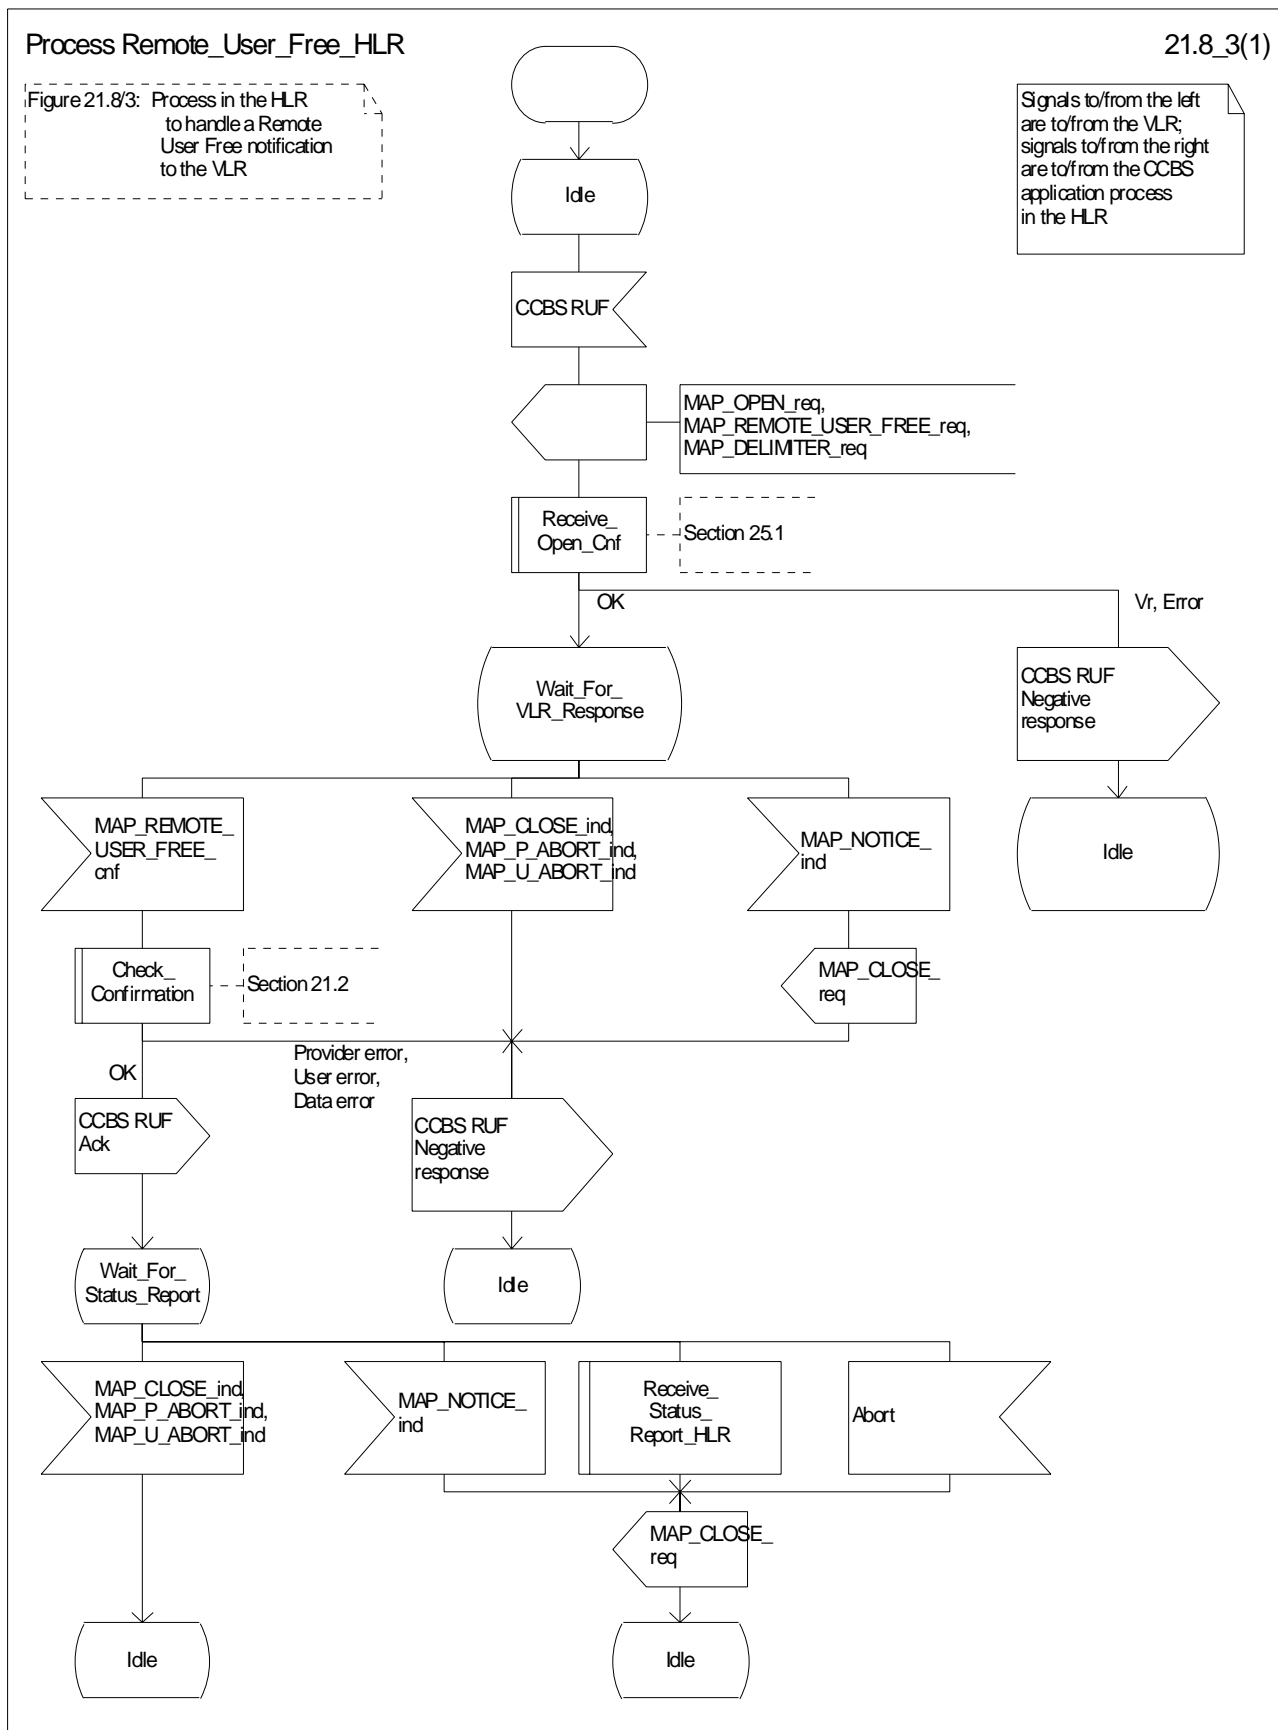 Process Remote_User_Free_HLR
21.8_3(1)
Figure 21.8/3: Process in the HLR
to handle a Remote
User Free notification
to the VLR
Signals to/from the left
are to/from the VLR;
signals to/from the right
are to/from the CCBS
application process
in the HLR
Idle
CCBS RUF
MAP_OPEN_req,
MAP_REMOTE_USER_FREE_req,
MAP_DELIMITER_req
Receive_
Open_Cnf
Section 25.1
OK
Vr, Error
Wait_For_
VLR_Response
CCBS RUF
Negative
response
MAP_REMOTE_
USER_FREE_
cnf
MAP_CLOSE_ind,
MAP_P_ABORT_ind,
MAP_U_ABORT_ind
MAP_NOTICE_
ind
Idle
Check_
Confirmation
Section 21.2
MAP_CLOSE_
req
Provider error,
User error,
Data error
OK
CCBS RUF
Ack
CCBS RUF
Negative
response
Wait_For_
Status_Report
Idle
MAP_CLOSE_ind,
MAP_P_ABORT_ind,
MAP_U_ABORT_ind
MAP_NOTICE_
ind
Receive_
Status_
Report_HLR
Abort
MAP_CLOSE_
req
Idle
Idle